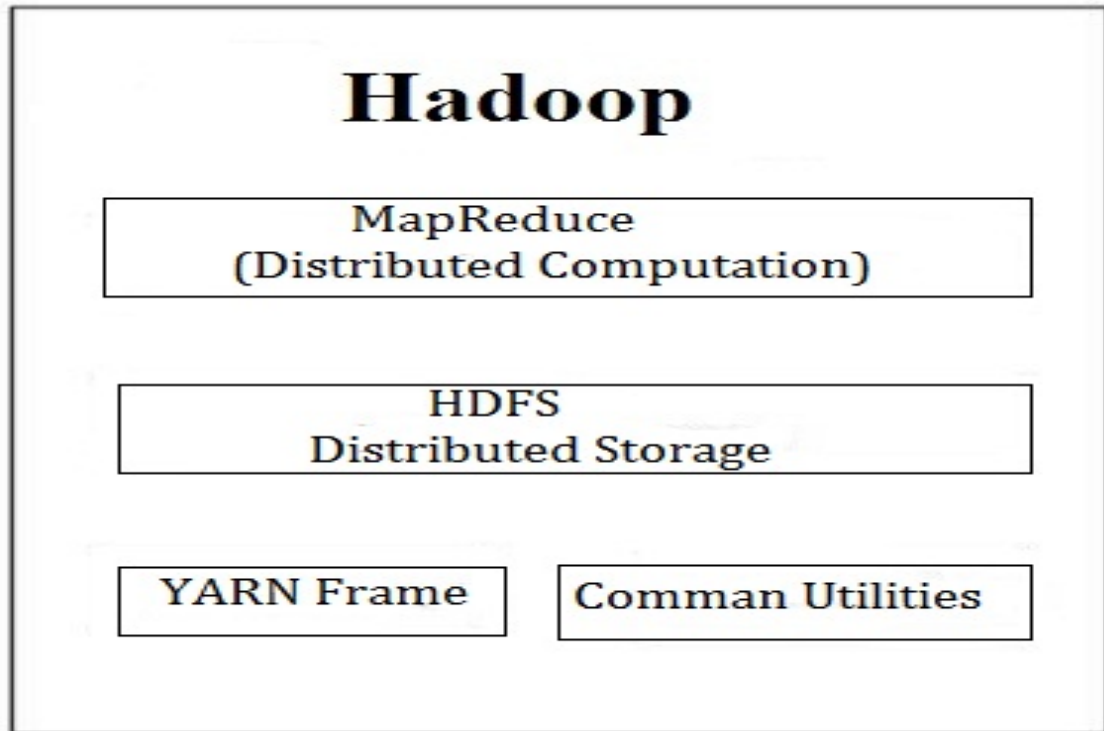 Hadoop
MapReduce
(Distributed Computation)
HDFS
Distributed Storage
YARN Frame
Comman Utilities